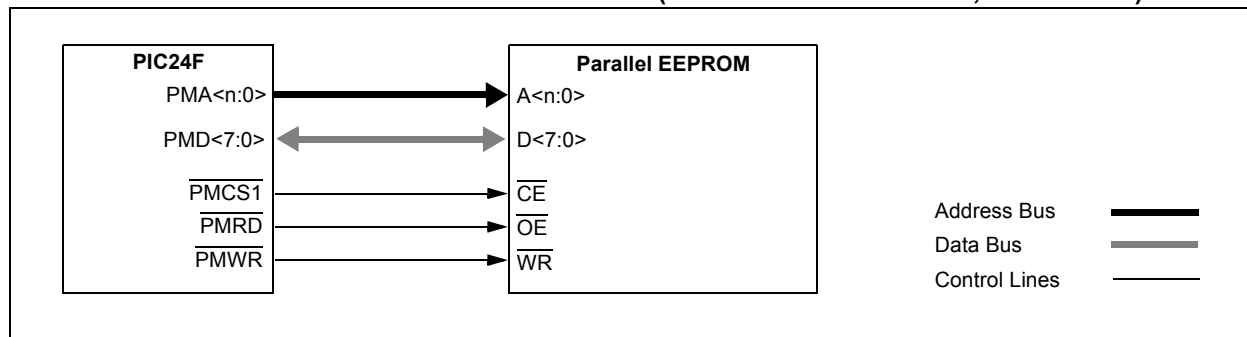 PIC24F
Parallel EEPROM
PMA<n:0>
A<n:0>
PMD<7:0>
D<7:0>
PMCS1
CE
PMRD
OE
PMWR
WR
Address Bus
Data Bus
Control Lines